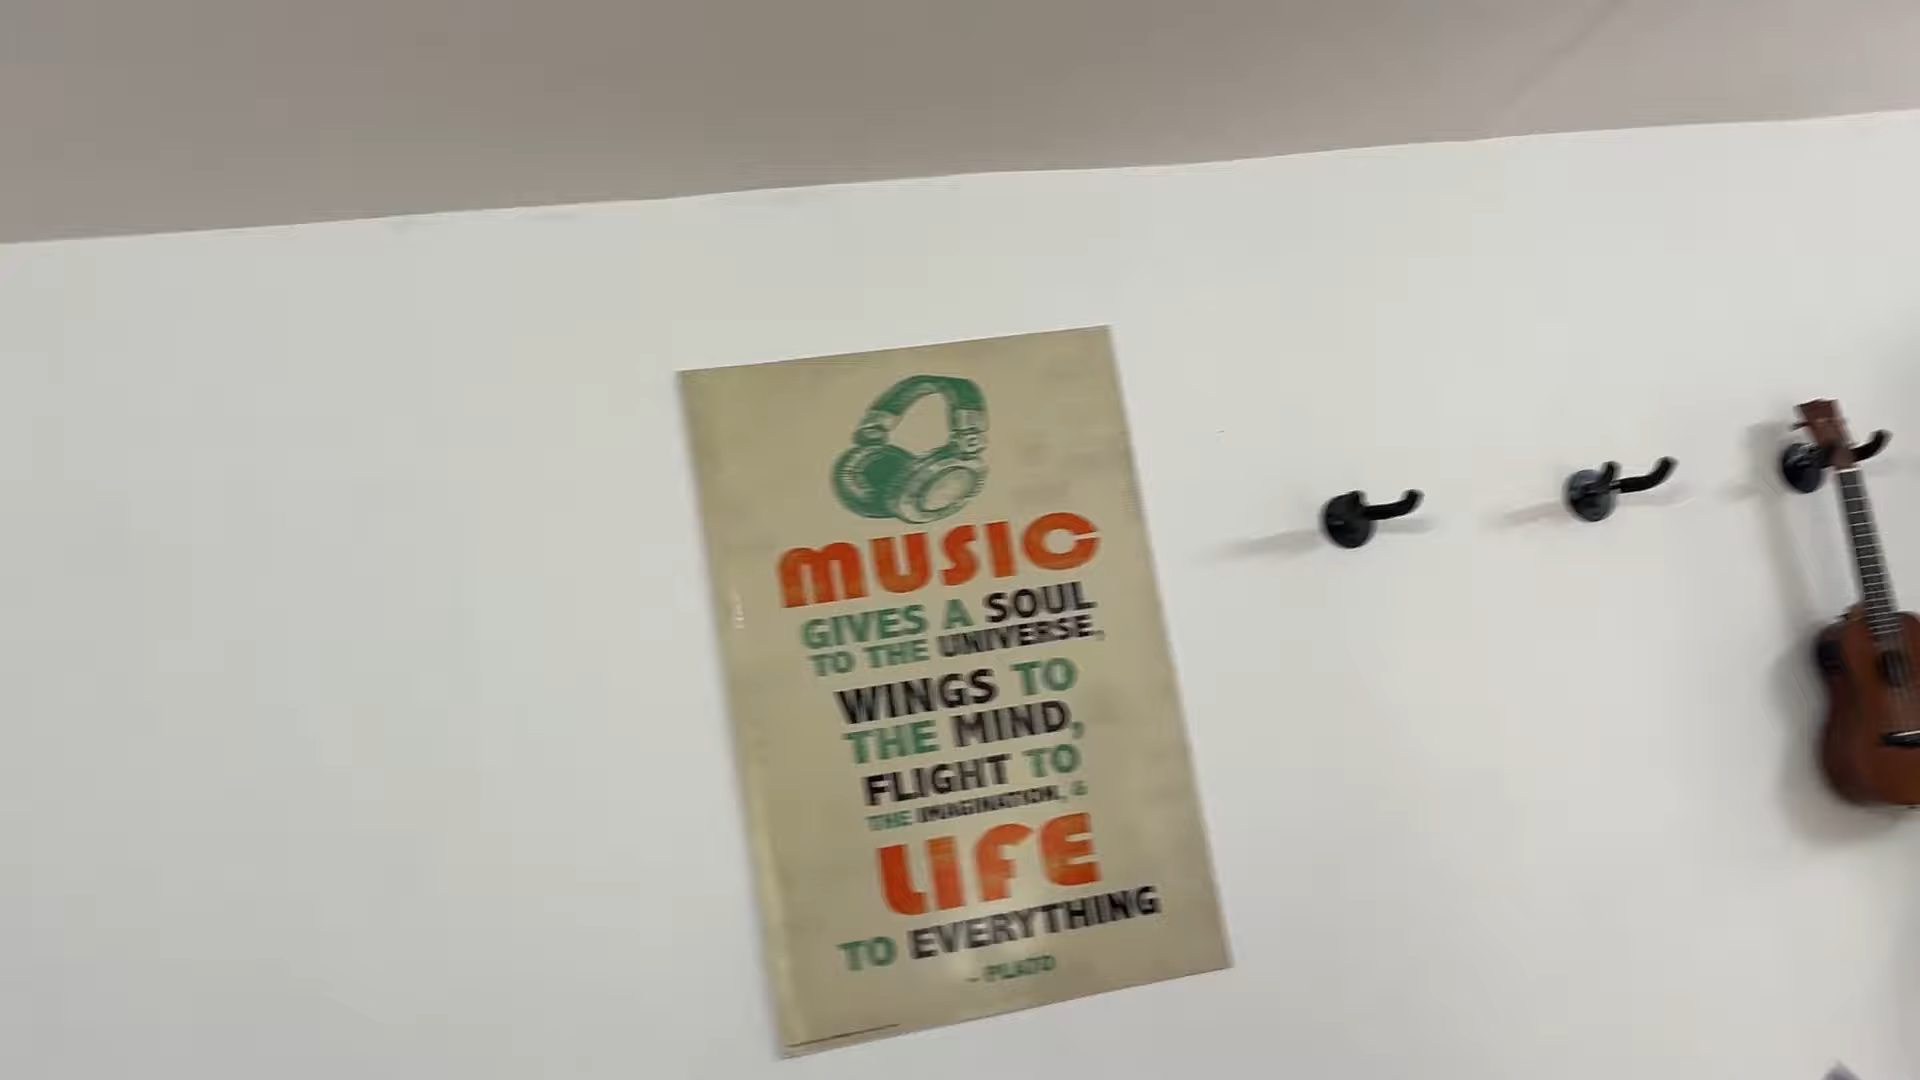 MUSIC
GIVES A SOUL
TO THE UNIVERSE,
WINGS TO
THE MIND,
FLIGHT TO
THE IMAGINATION, &
LIFE
TO EVERYTHING
~ PLATO